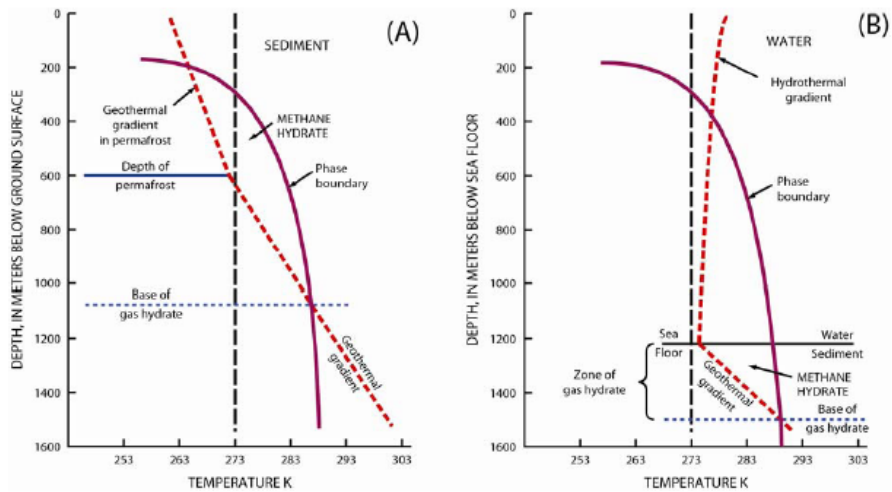 (A)
DEPTH, IN METERS BELOW GROUND SURFACE
0
200
400
600
800
1000
1200
1400
1600
SEDIMENT
Geothermal
gradient
in permafrost
METHANE
HYDRATE
Depth of
permafrost
Phase
boundary
Base of
gas hydrate
Geothermal
gradient
253
263
273
283
293
303
TEMPERATURE K
(B)
DEPTH, IN METERS BELOW SEA FLOOR
0
200
400
600
800
1000
1200
1400
1600
WATER
Hydrothermal
gradient
Phase
boundary
Sea
Floor
Water
Sediment
Zone of
gas hydrate
Geothermal
gradient
METHANE
HYDRATE
Base of
gas hydrate
253
263
273
283
293
303
TEMPERATURE K